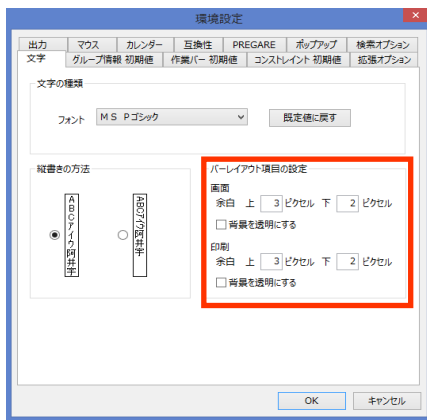 環境設定
×
出力 マウス カレンダー 互換性 PREGARE ポップアップ 検索オプション
文字 グループ情報 初期値 作業バー 初期値 コンストレイント 初期値 拡張オプション
文字の種類
フォント ＭＳ Ｐゴシック 既定値に戻す
縦書きの方法
ABCアイウ阿井宇
ABCアイウ阿井宇
バーレイアウト項目の設定
画面
余白 上 3 ピクセル 下 2 ピクセル
背景を透明にする
印刷
余白 上 3 ピクセル 下 2 ピクセル
背景を透明にする
OK キャンセル